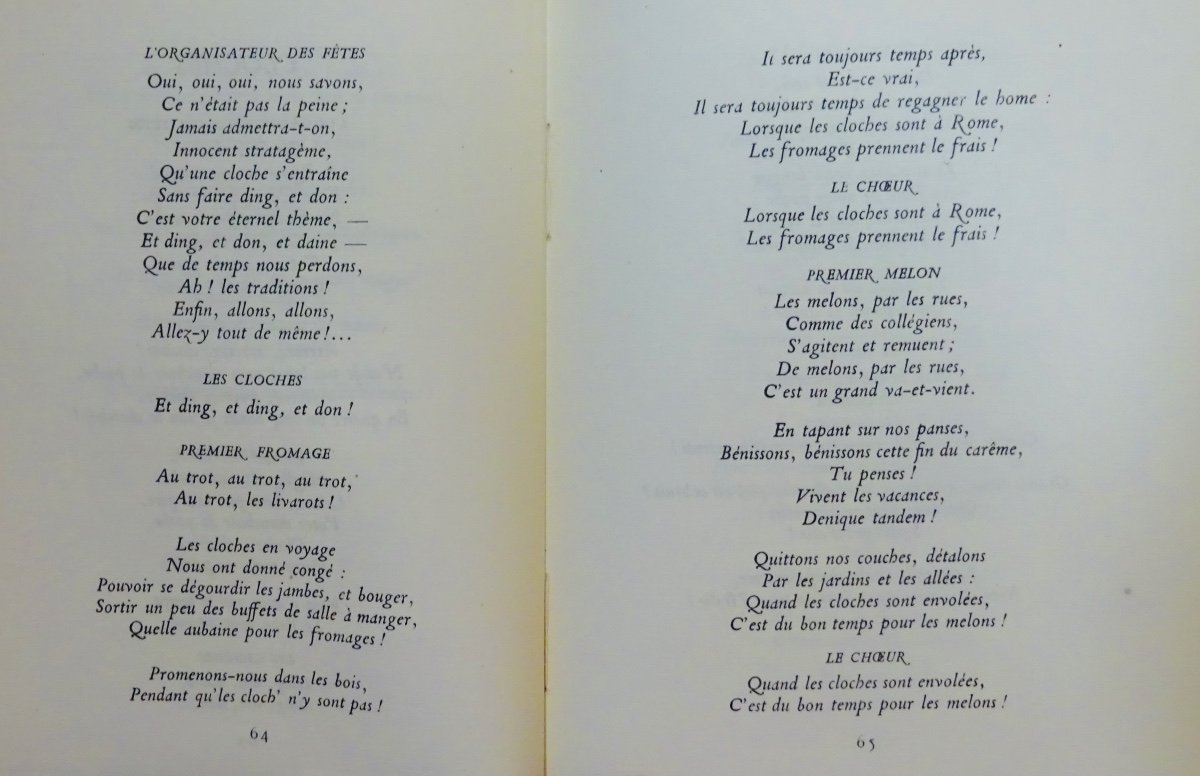 L'ORGANISATEUR DES FÊTES
Oui, oui, oui, nous savons,
Ce n'était pas la peine ;
Jamais admettra-t-on,
Innocent stratagème,
Qu'une cloche s'entraîne
Sans faire ding, et don :
C'est votre éternel thème, —
Et ding, et don, et daine —
Que de temps nous perdons,
Ah ! les traditions !
Enfin, allons, allons,
Allez-y tout de même !...
LES CLOCHES
Et ding, et ding, et don !
PREMIER FROMAGE
Au trot, au trot, au trot,
Au trot, les livarots !
Les cloches en voyage
Nous ont donné congé :
Pouvoir se dégourdir les jambes, et bouger,
Sortir un peu des buffets de salle à manger,
Quelle aubaine pour les fromages !
Promenons-nous dans les bois,
Pendant qu'les cloch' n'y sont pas !
64
Il sera toujours temps après,
Est-ce vrai,
Il sera toujours temps de regagner le home :
Lorsque les cloches sont à Rome,
Les fromages prennent le frais !
LE CHŒUR
Lorsque les cloches sont à Rome,
Les fromages prennent le frais !
PREMIER MELON
Les melons, par les rues,
Comme des collégiens,
S'agitent et remuent ;
De melons, par les rues,
C'est un grand va-et-vient.
En tapant sur nos panses,
Bénissons, bénissons cette fin du carême,
Tu penses !
Vivent les vacances,
Denique tandem !
Quittons nos couches, détalons
Par les jardins et les allées :
Quand les cloches sont envolées,
C'est du bon temps pour les melons !
LE CHŒUR
Quand les cloches sont envolées,
C'est du bon temps pour les melons !
65